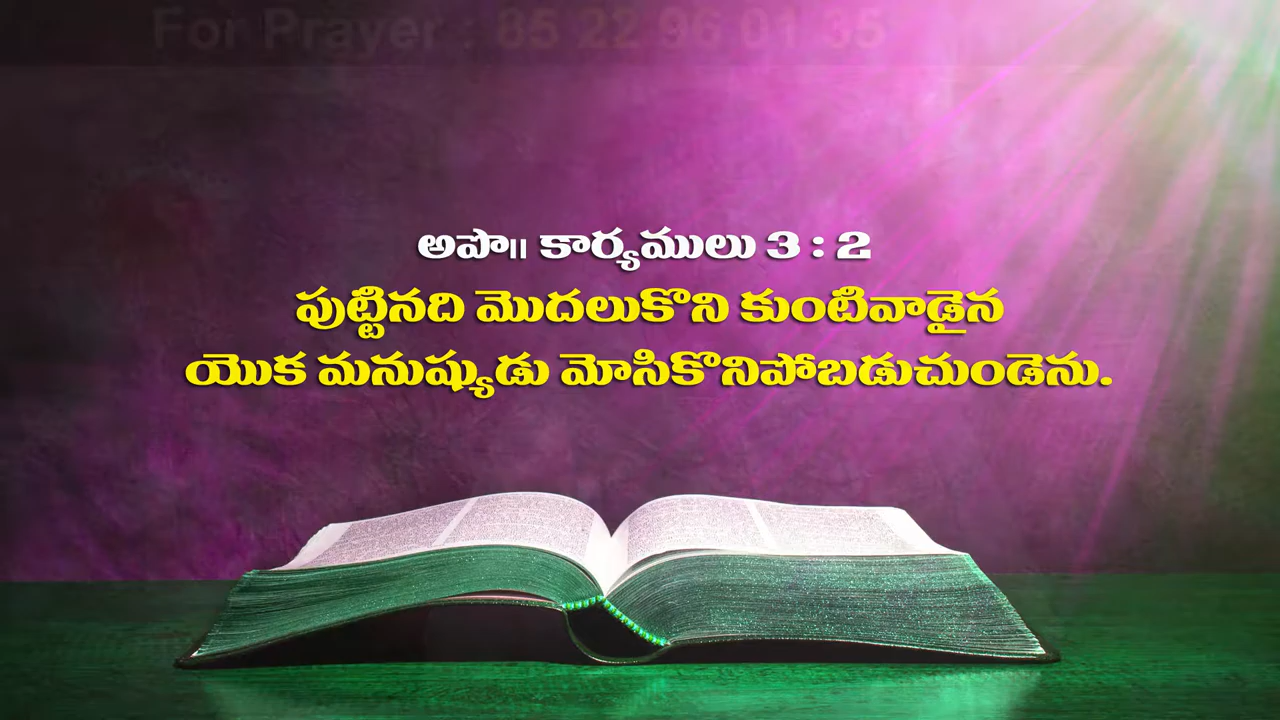 For Prayer : 85 22 96 01 35
అపొ|| కార్యములు 3 : 2
పుట్టినది మొదలుకొని కుంటివాడైన
యొక మనుష్యుడు మోసికొనిపోబడుచుండెను.